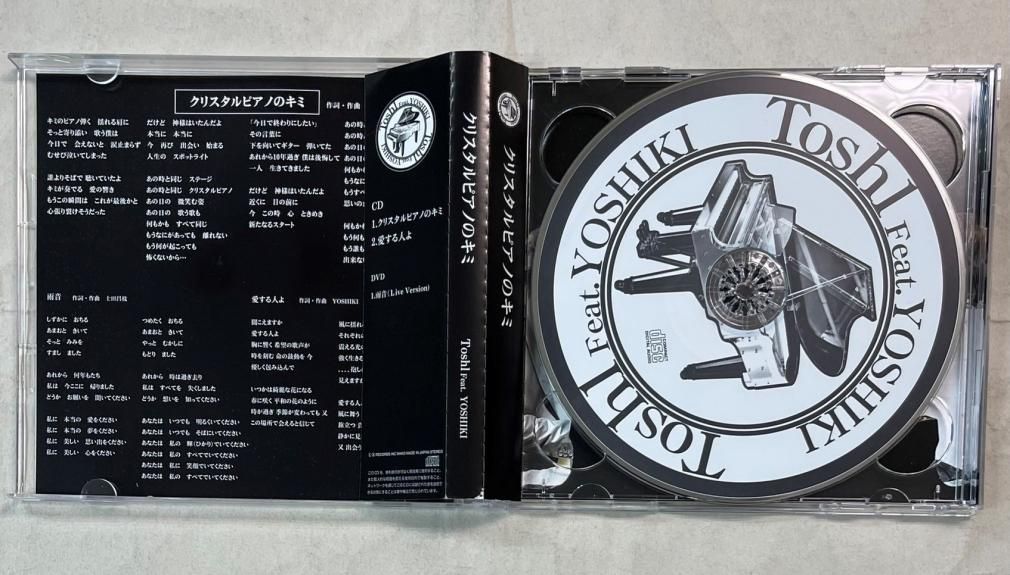 クリスタルピアノのキミ
作詞・作曲
キミのピアノ弾く 揺れる肩に
そっと寄り添い 歌う僕は
今日で 会えないと 涙止まらず
むせび泣いてしまった
誰よりそばで 聴いていたよ
キミが奏でる 愛の響き
もうこの瞬間は これが最後かと
心張り裂けそうだった
だけど 神様はいたんだよ
本当に 本当に
今 再び 出会い 始まる
人生の スポットライト
あの時と同じ ステージ
あの時と同じ クリスタルピアノ
あの日の 微笑む姿
あの日の 歌う歌も
何もかも すべて同じ
もうなにがあっても 離れない
もう何が起こっても
怖くないから…
「今日で終わりにしたい」
その言葉に
下を向いてギター 弾いてた
あれから10年過ぎ 僕は後悔して
一人 生きてきました
だけど 神様はいたんだよ
近くに 目の前に
今 この時 心 ときめき
新たなるスタート
雨音 作詞・作曲 土田昌枝
しずかに おちる
あまおと きいて
そっと みみを
すまし ました
あれから 何年もたち
私は 今ここに 帰りました
どうか お願いを 聞いてください
私に 本当の 愛をください
私に 本当の 夢をください
私に 美しい 思い出をください
私に 美しい 心をください
つめたく おちる
あまおと きいて
やっと むかしに
もどり ました
あれから 時は過ぎ去り
私は すべてを 失くしました
どうか 想いを 知ってください
あなたは いつでも 明るくいてください
あなたは いつでも そばにいてください
あなたは 私の 輝(ひかり)でいてください
あなたは 私の すべてでいてください
あなたは 私に 笑顔でいてください
あなたは 私の すべてでいてください
愛する人よ 作詞・作曲 YOSHIKI
聞こえますか
愛する人よ
胸に響く 希望の歌声が
時を刻む 命の鼓動を 今
優しく包み込んで
いつかは綺麗な花になる
春に咲く 平和の花のように
時が過ぎ 季節が変わっても 又
この場所で会えると信じて
Toshl feat. YOSHIKI
CD
1.クリスタルピアノのキミ
2.愛する人よ
DVD
1.雨音(Live Version)
クリスタルピアノのキミ
Toshl Feat. YOSHIKI
クリスタルピアノのキミ
Toshl Feat. YOSHIKI
Toshl Feat. YOSHIKI
COMPACT
disc
DIGITAL AUDIO